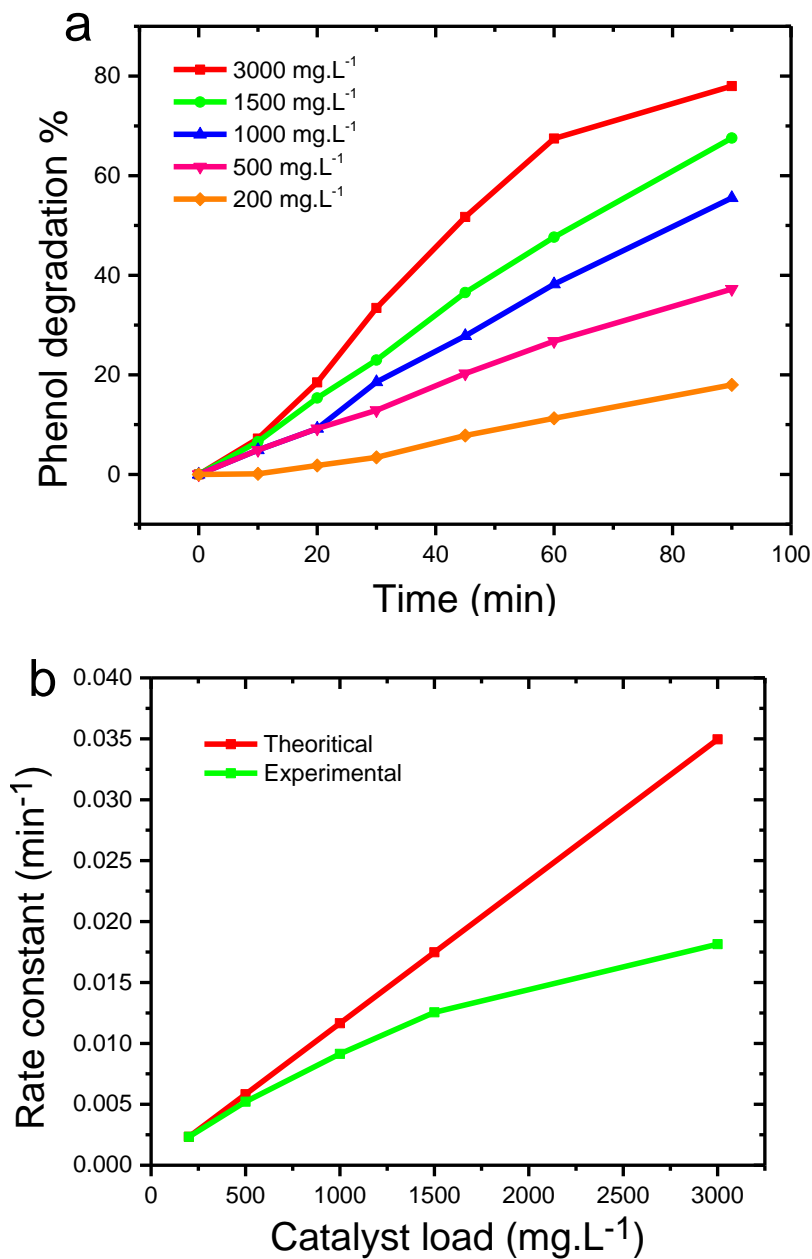 a
3000 mg.L-1
1500 mg.L-1
1000 mg.L-1
500 mg.L-1
200 mg.L-1
80
60
40
20
0
Phenol degradation %
0 20 40 60 80 100
Time (min)
b
0.040
0.035
0.030
0.025
0.020
0.015
0.010
0.005
0.000
Theoritical
Experimental
Rate constant (min-1)
0 500 1000 1500 2000 2500 3000
Catalyst load (mg.L-1)